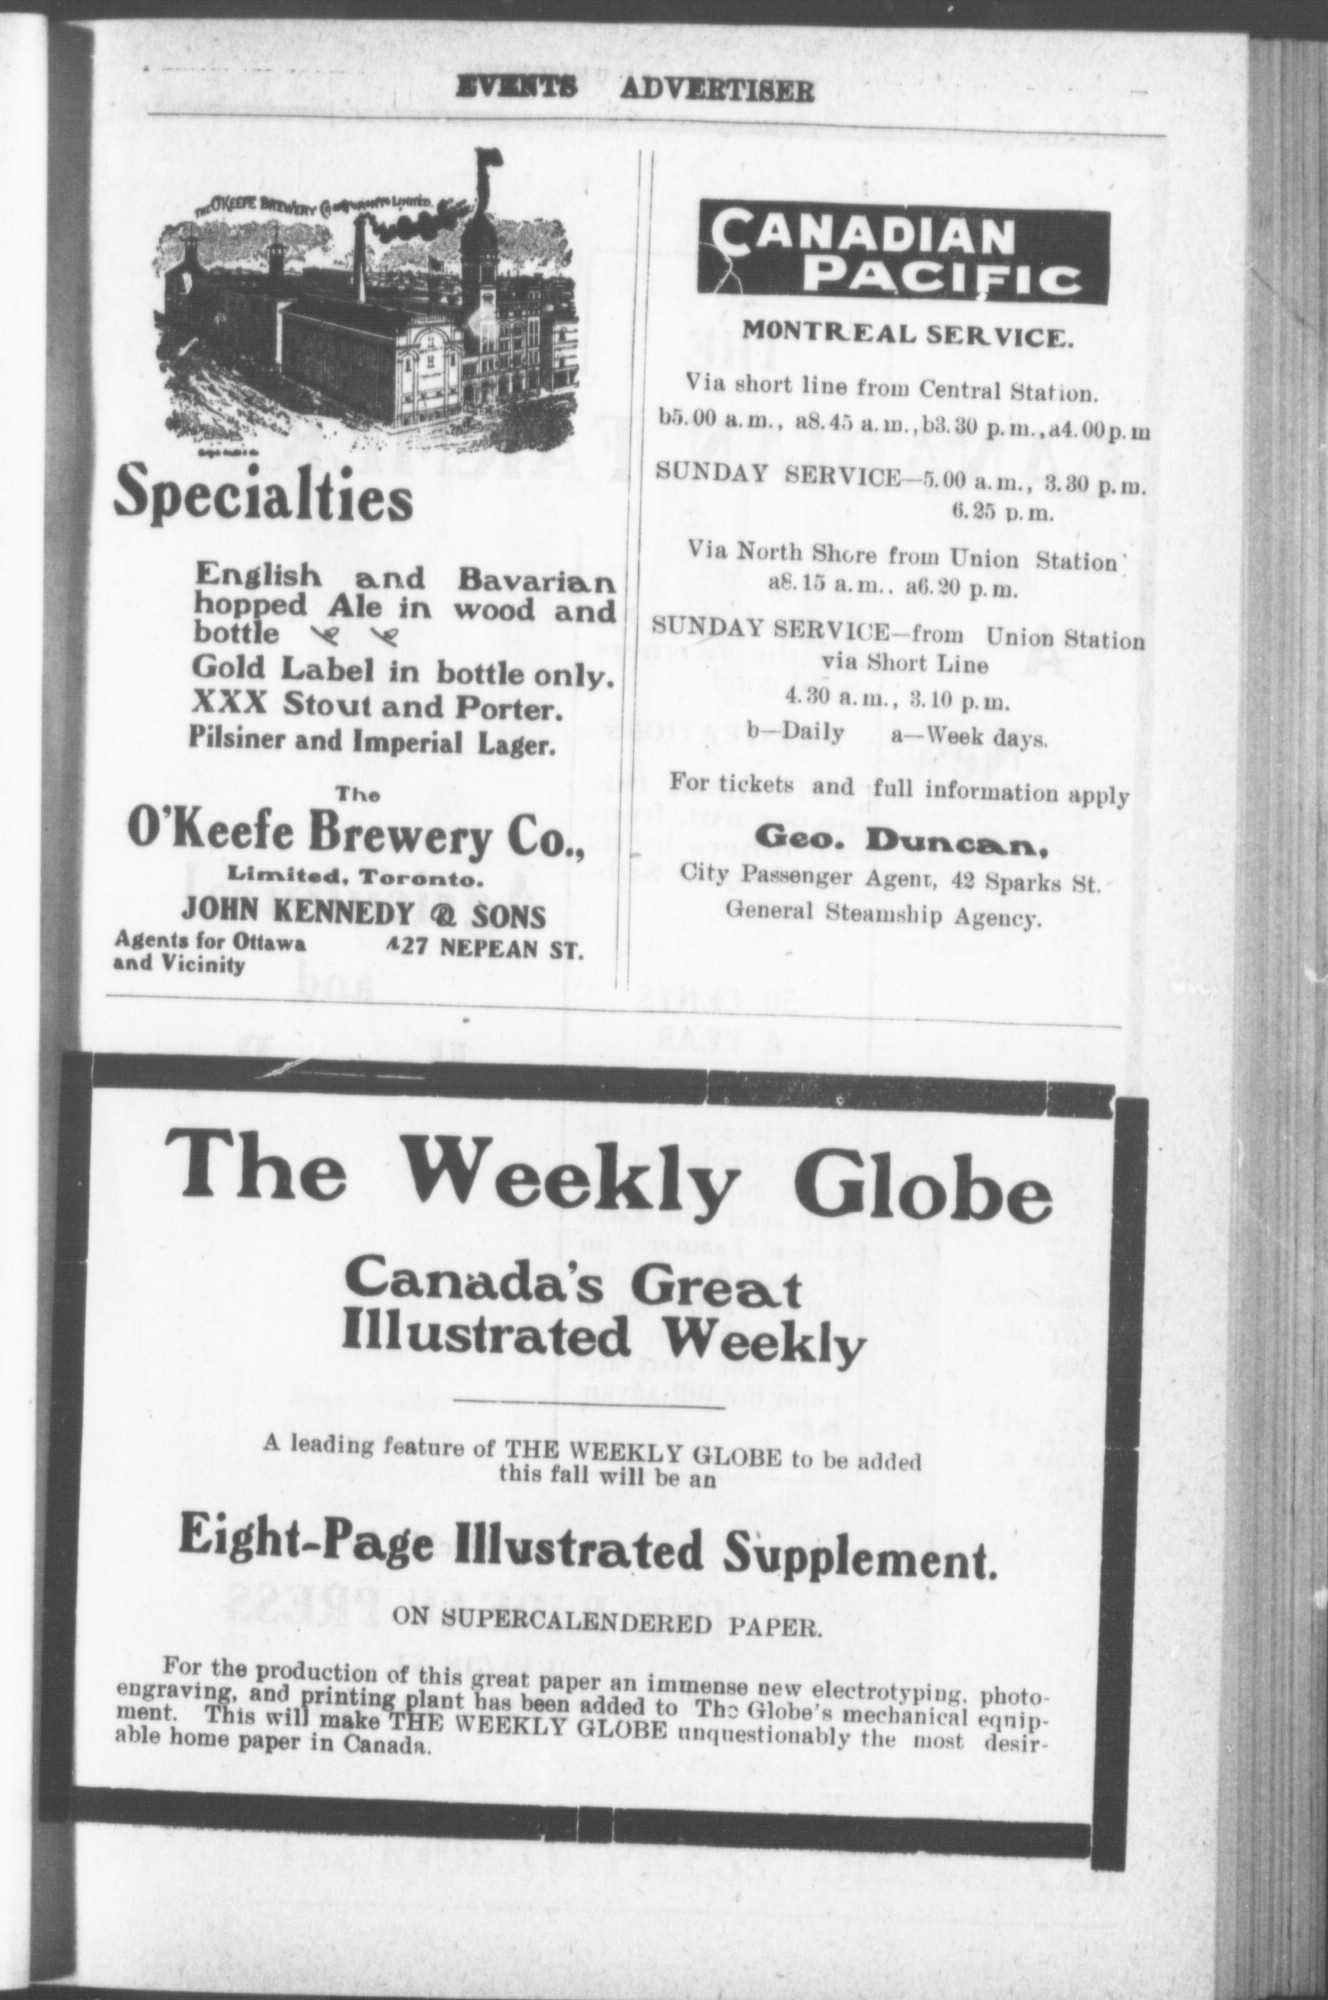 EVENTS ADVERTISER
THE O'KEEFE BREWERY CO OF TORONTO LIMITED.
Specialties
English and Bavarian
hopped Ale in wood and
bottle
Gold Label in bottle only.
XXX Stout and Porter.
Pilsiner and Imperial Lager.
The
O'Keefe Brewery Co.,
Limited, Toronto.
JOHN KENNEDY & SONS
Agents for Ottawa 427 NEPEAN ST.
and Vicinity
CANADIAN
PACIFIC
MONTREAL SERVICE.
Via short line from Central Station.
b5.00 a.m., a8.45 a.m., b3.30 p.m., a4.00 p.m
SUNDAY SERVICE—5.00 a.m., 3.30 p.m.
6.25 p.m.
Via North Shore from Union Station
a8.15 a.m., a6.20 p.m.
SUNDAY SERVICE—from Union Station
via Short Line
4.30 a.m., 3.10 p.m.
b—Daily a—Week days.
For tickets and full information apply
Geo. Duncan,
City Passenger Agent, 42 Sparks St.
General Steamship Agency.
The Weekly Globe
Canada's Great
Illustrated Weekly
A leading feature of THE WEEKLY GLOBE to be added
this fall will be an
Eight-Page Illustrated Supplement.
ON SUPERCALENDERED PAPER.
For the production of this great paper an immense new electrotyping, photo-
engraving, and printing plant has been added to The Globe's mechanical equip-
ment. This will make THE WEEKLY GLOBE unquestionably the most desir-
able home paper in Canada.